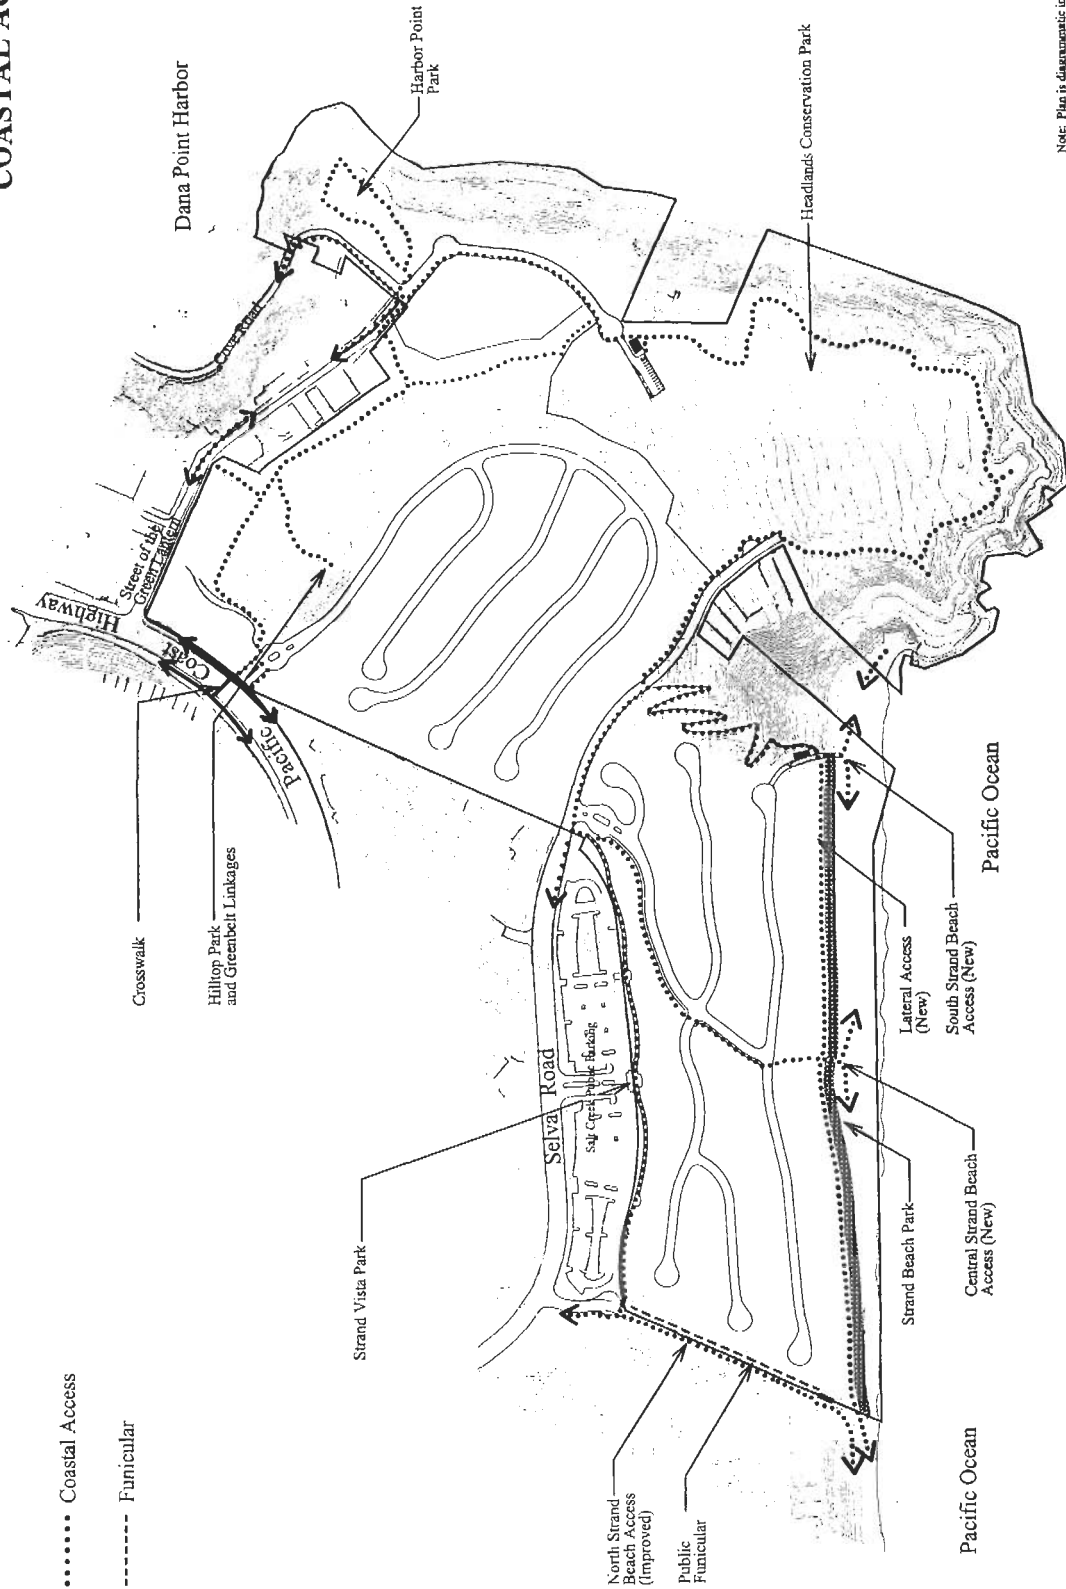 COASTAL
Coastal Access
Funicular
Dana Point Harbor
Harbor Point
Park
Headlands Conservation Park
Cove Road
Street of the
Green Lantern
Pacific Coast Highway
Crosswalk
Hilltop Park
and Greenbelt Linkages
Selva Road
Salt Creek Public Parking
Strand Vista Park
North Strand
Beach Access
(Improved)
Public
Funicular
Strand Beach Park
Central Strand Beach
Access (New)
Lateral Access
(New)
South Strand Beach
Access (New)
Pacific Ocean
Pacific Ocean
Note: Plan is diagrammatic